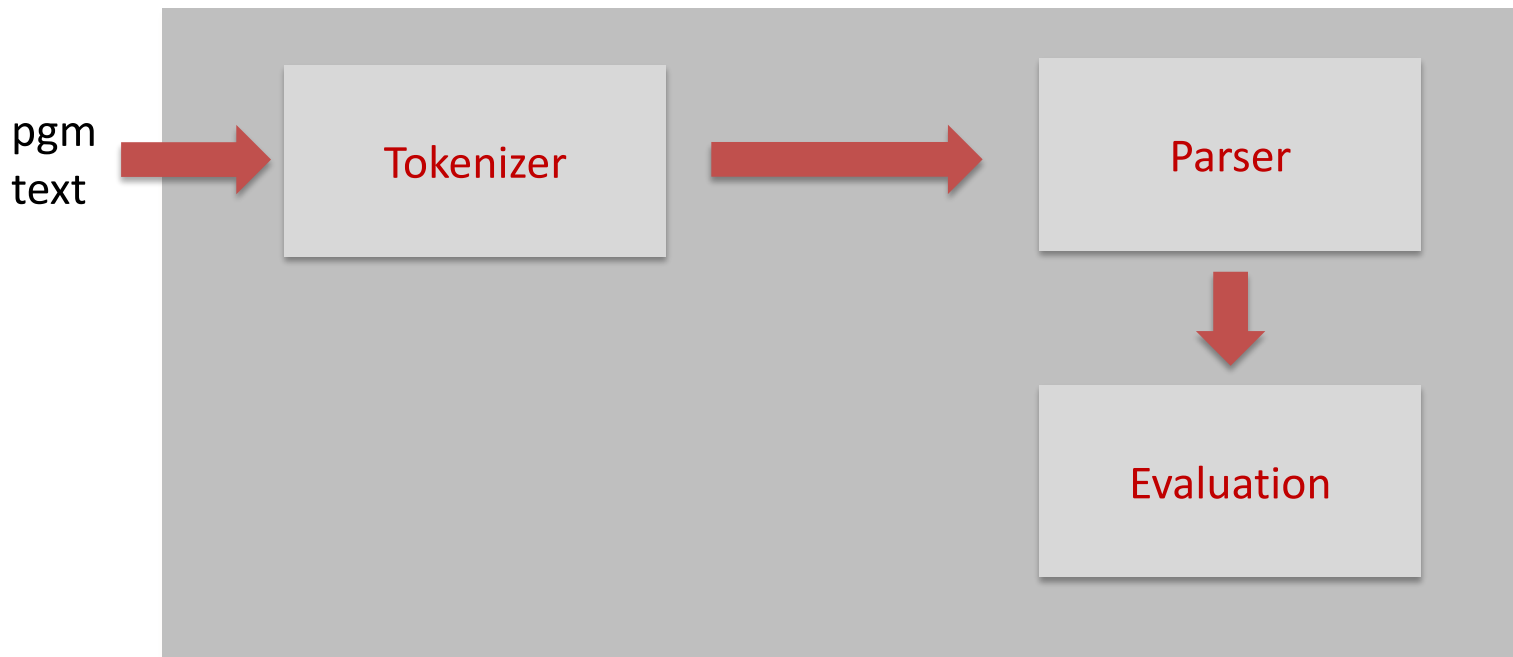 pgm
text
Tokenizer
Parser
Evaluation